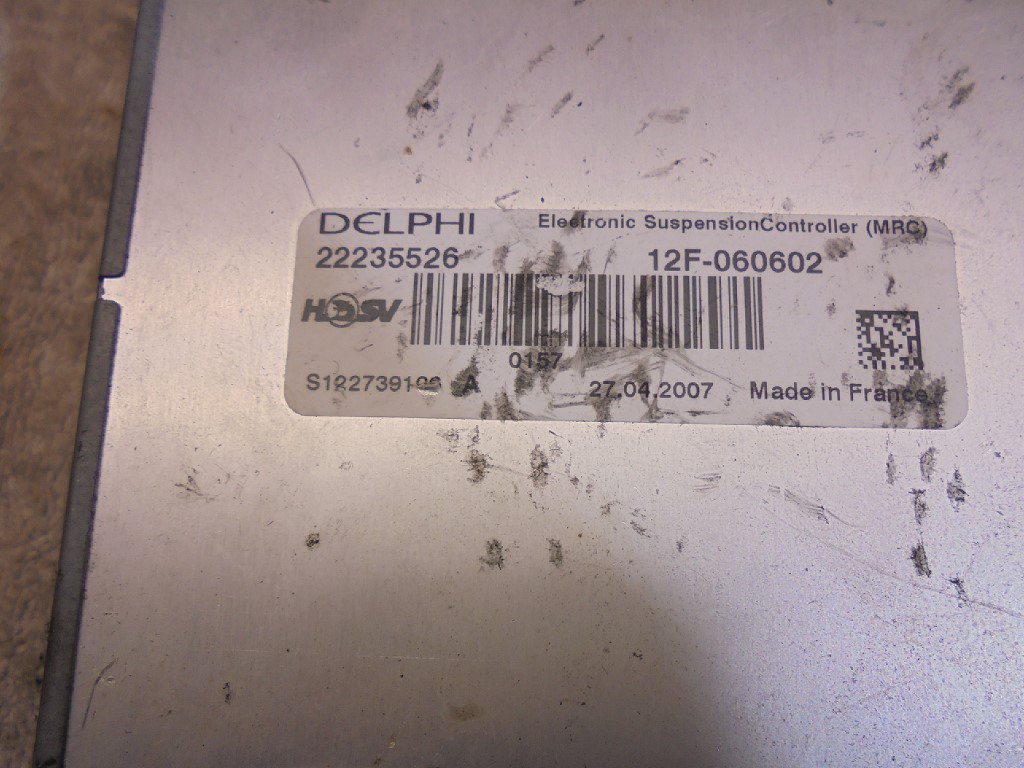 DELPHI Electronic SuspensionController (MRC)
22235526 12F-060602
HSV
0157
A 27.04.2007 Made in France